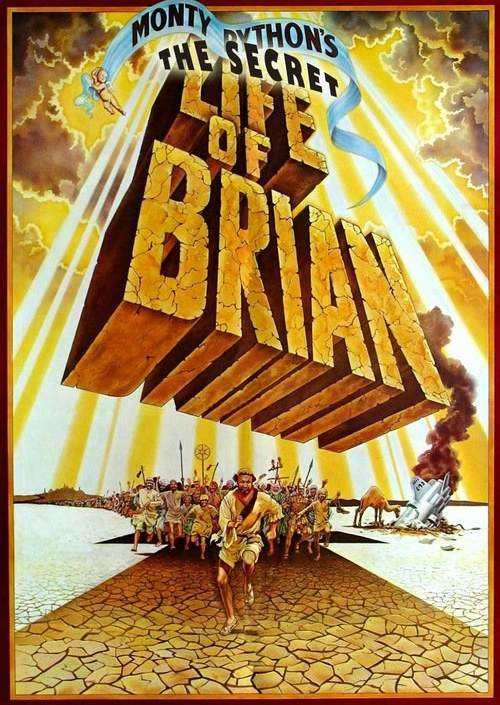 MONTY PYTHON'S
THE SECRET
LIFE
OF
BRIAN